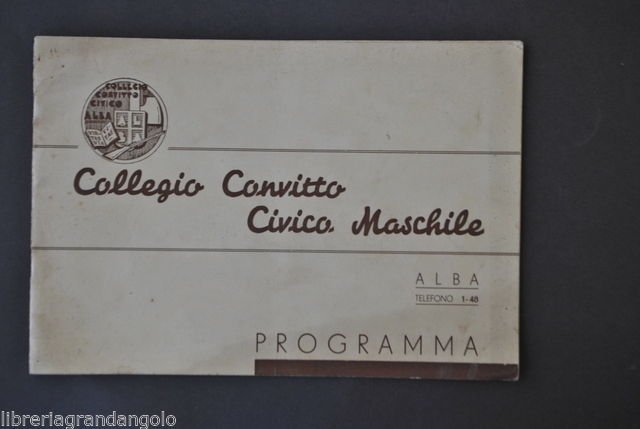 COLLEGIO
CONVITTO
CIVICO
ALBA
Collegio Convitto
Civico Maschile
ALBA
TELEFONO 1-48
PROGRAMMA
libreriagrandangolo